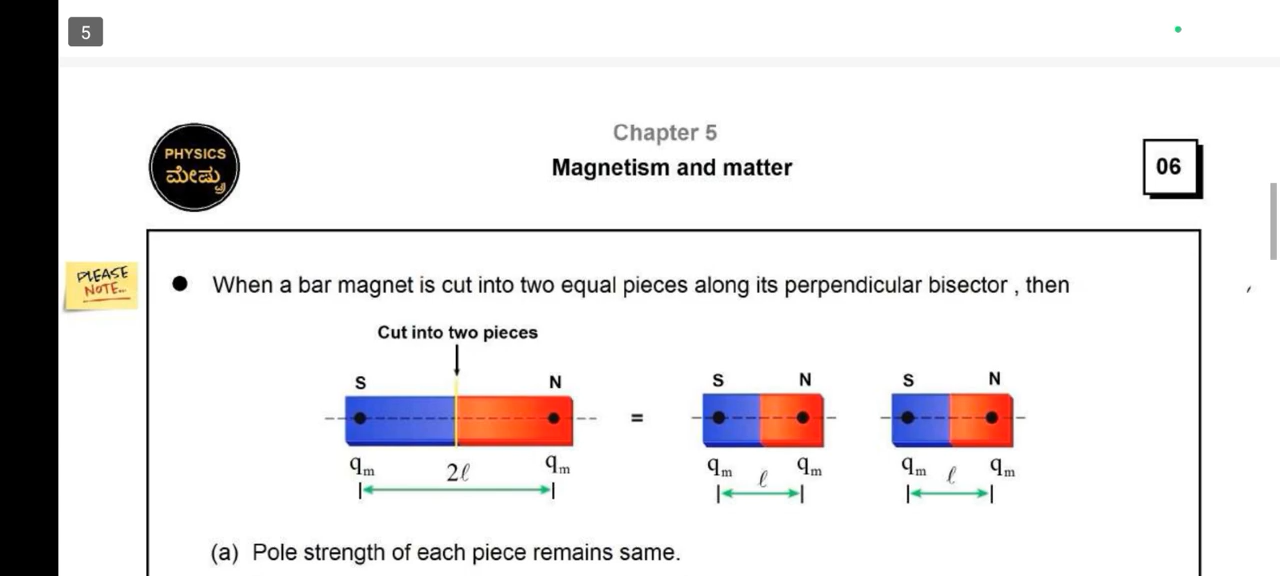 5
Chapter 5
PHYSICS
ಮೇಷ್ಟ್ರು
Magnetism and matter
06
PLEASE
NOTE...
● When a bar magnet is cut into two equal pieces along its perpendicular bisector , then
Cut into two pieces
S N S N S N
=
qₘ 2ℓ qₘ qₘ ℓ qₘ qₘ ℓ qₘ
(a) Pole strength of each piece remains same.